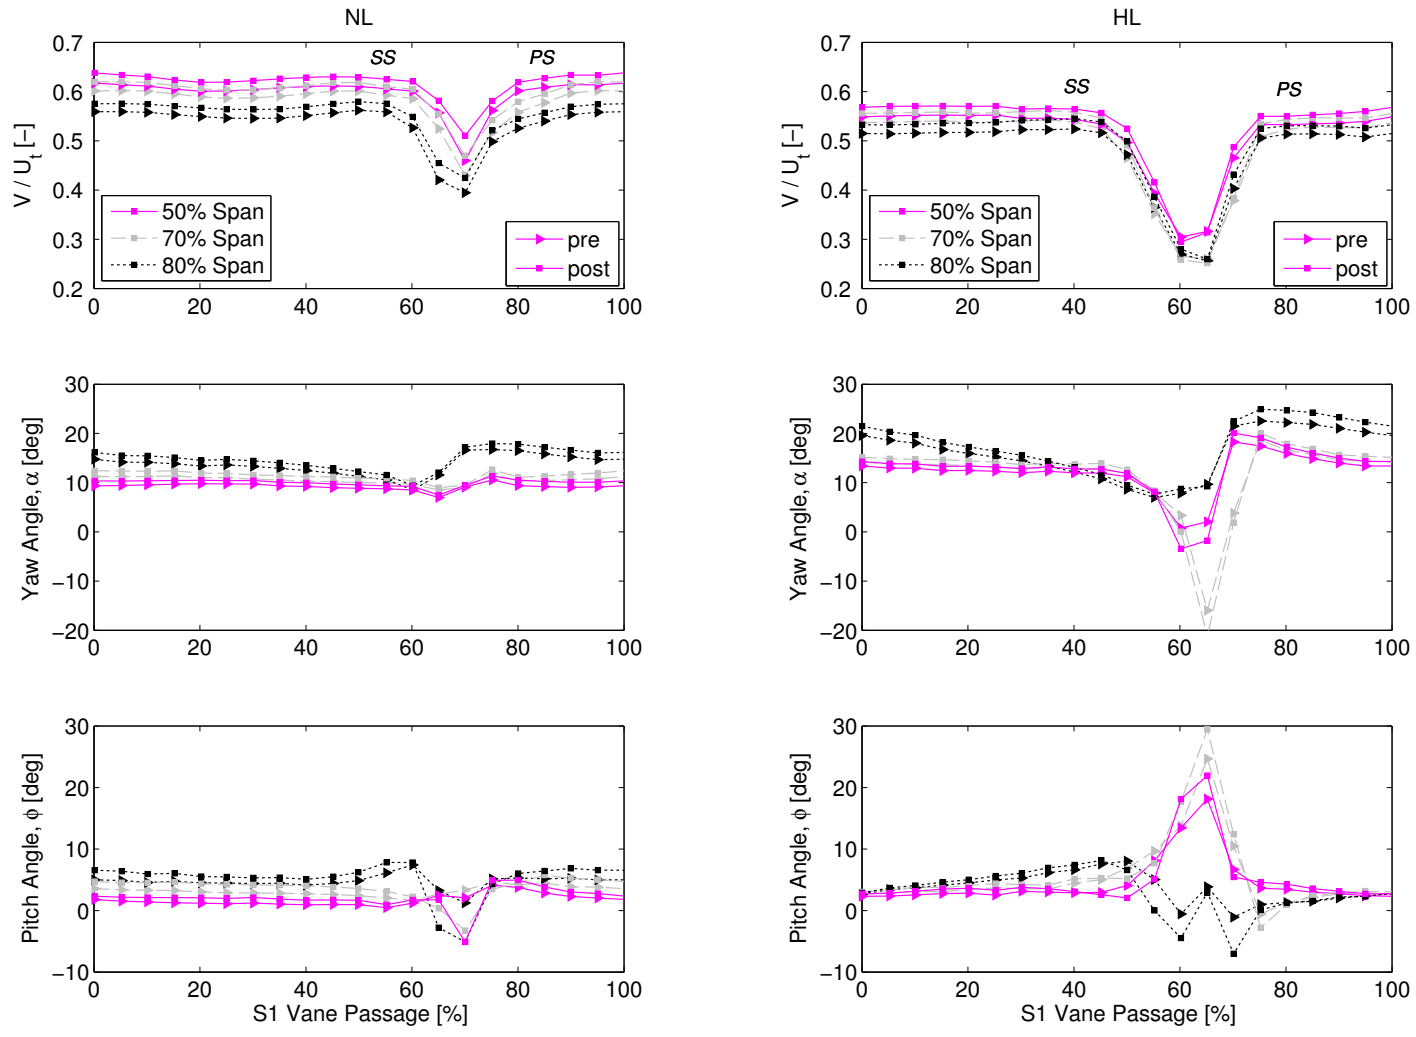 NL
0.7
0.6
0.5
0.4
0.3
0.2
V / U_t [−]
SS
PS
50% Span
70% Span
80% Span
pre
post
0 20 40 60 80 100
HL
0.7
0.6
0.5
0.4
0.3
0.2
V / U_t [−]
SS
PS
50% Span
70% Span
80% Span
pre
post
0 20 40 60 80 100
30
20
10
0
−10
−20
Yaw Angle, α [deg]
0 20 40 60 80 100
30
20
10
0
−10
−20
Yaw Angle, α [deg]
0 20 40 60 80 100
30
20
10
0
−10
Pitch Angle, ϕ [deg]
0 20 40 60 80 100
S1 Vane Passage [%]
30
20
10
0
−10
Pitch Angle, ϕ [deg]
0 20 40 60 80 100
S1 Vane Passage [%]